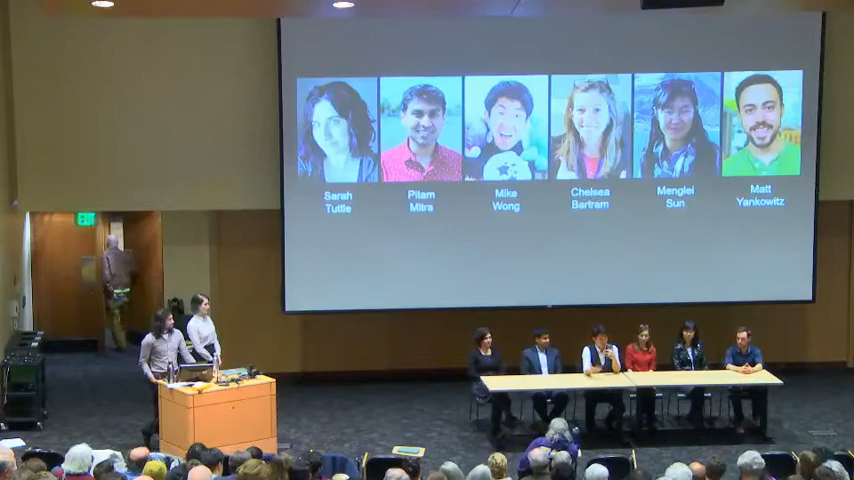 Sarah
Tuttle
Pitam
Mitra
Mike
Wong
Chelsea
Bartram
Menglei
Sun
Matt
Yankowitz
EXIT